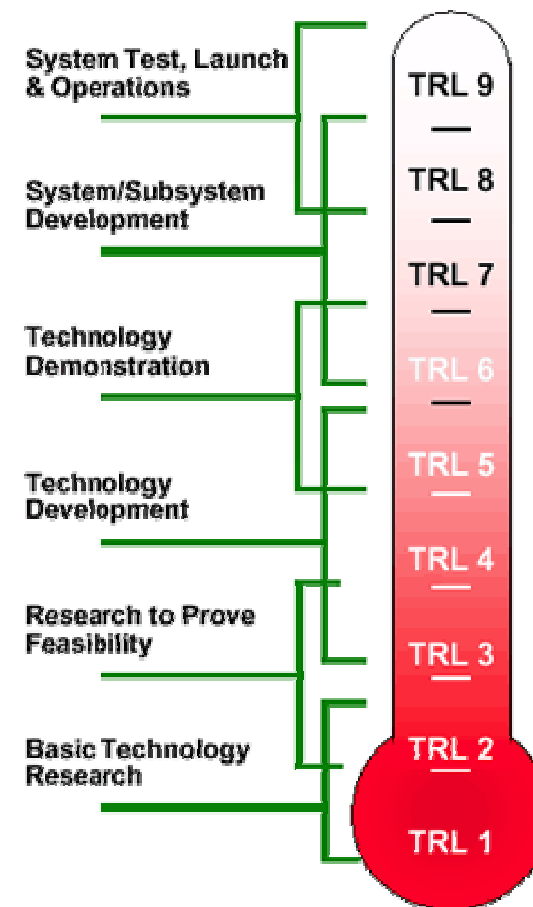 System Test, Launch
& Operations
System/Subsystem
Development
Technology
Demonstration
Technology
Development
Research to Prove
Feasibility
Basic Technology
Research
TRL 9
TRL 8
TRL 7
TRL 6
TRL 5
TRL 4
TRL 3
TRL 2
TRL 1